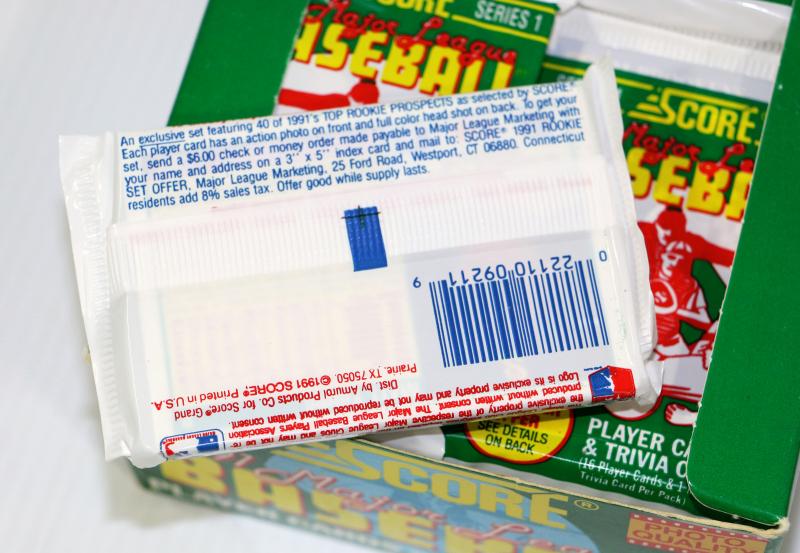 SCORE
SERIES 1
Major League
BASEBALL
An exclusive set featuring 40 of 1991's TOP ROOKIE PROSPECTS as selected by SCORE®
Each player card has an action photo on front and full color head shot on back. To get your
set, send a $6.00 check or money order made payable to Major League Marketing with
your name and address on a 3" x 5" index card and mail to: SCORE® 1991 ROOKIE
SET OFFER, Major League Marketing, 25 Ford Road, Westport, CT 06880. Connecticut
residents add 8% sales tax. Offer good while supply lasts.
0 22110 09211 9
Logo is its exclusive property and may not be reproduced without written consent.
the exclusive property of the respective Major League Clubs and may not be re-
produced without written consent. The Major League Baseball Players Association
Dist. by Amurol Products Co. for Score® Grand
Prairie, TX 75050. ©1991 SCORE®, Printed in U.S.A.
SCORE
Major Le
SEBA
SEE DETAILS
ON BACK
PLAYER CA
& TRIVIA C
(16 Player Cards & 1
Trivia Card Per Pack)
SCORE®
Major Lea
BASEBA
PLAYER CARD
PHOTO
QUAL